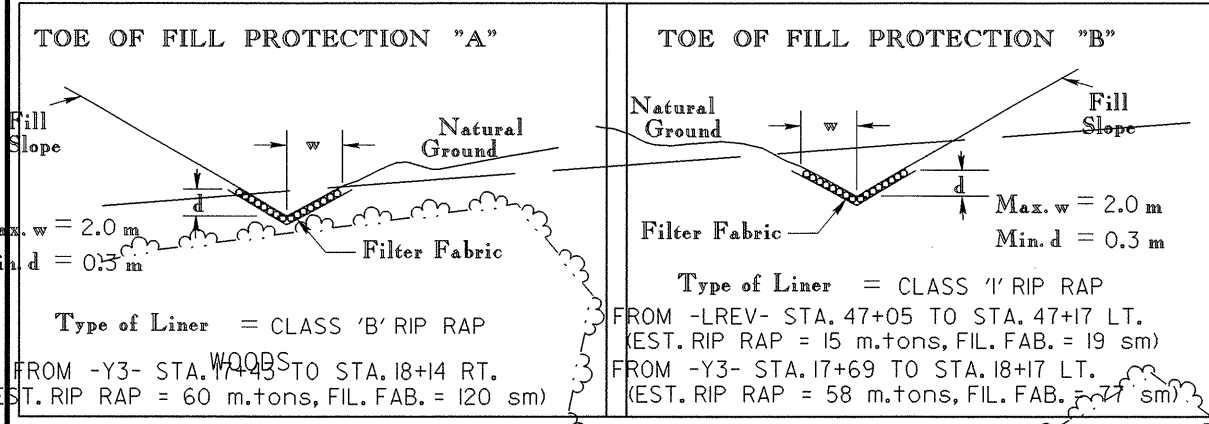 TOE OF FILL PROTECTION "A"
Fill
Slope
w
Natural
Ground
d
ax. w = 2.0 m
in. d = 0.3 m
Filter Fabric
Type of Liner = CLASS 'B' RIP RAP
WOODS
FROM -Y3- STA. 17+43 TO STA. 18+14 RT.
EST. RIP RAP = 60 m.tons, FIL. FAB. = 120 sm)
TOE OF FILL PROTECTION "B"
Natural
Ground
w
Fill
Slope
d
Filter Fabric
Max. w = 2.0 m
Min. d = 0.3 m
Type of Liner = CLASS 'I' RIP RAP
FROM -LREV- STA. 47+05 TO STA. 47+17 LT.
(EST. RIP RAP = 15 m.tons, FIL. FAB. = 19 sm)
FROM -Y3- STA. 17+69 TO STA. 18+17 LT.
(EST. RIP RAP = 58 m.tons, FIL. FAB. = 77 sm)